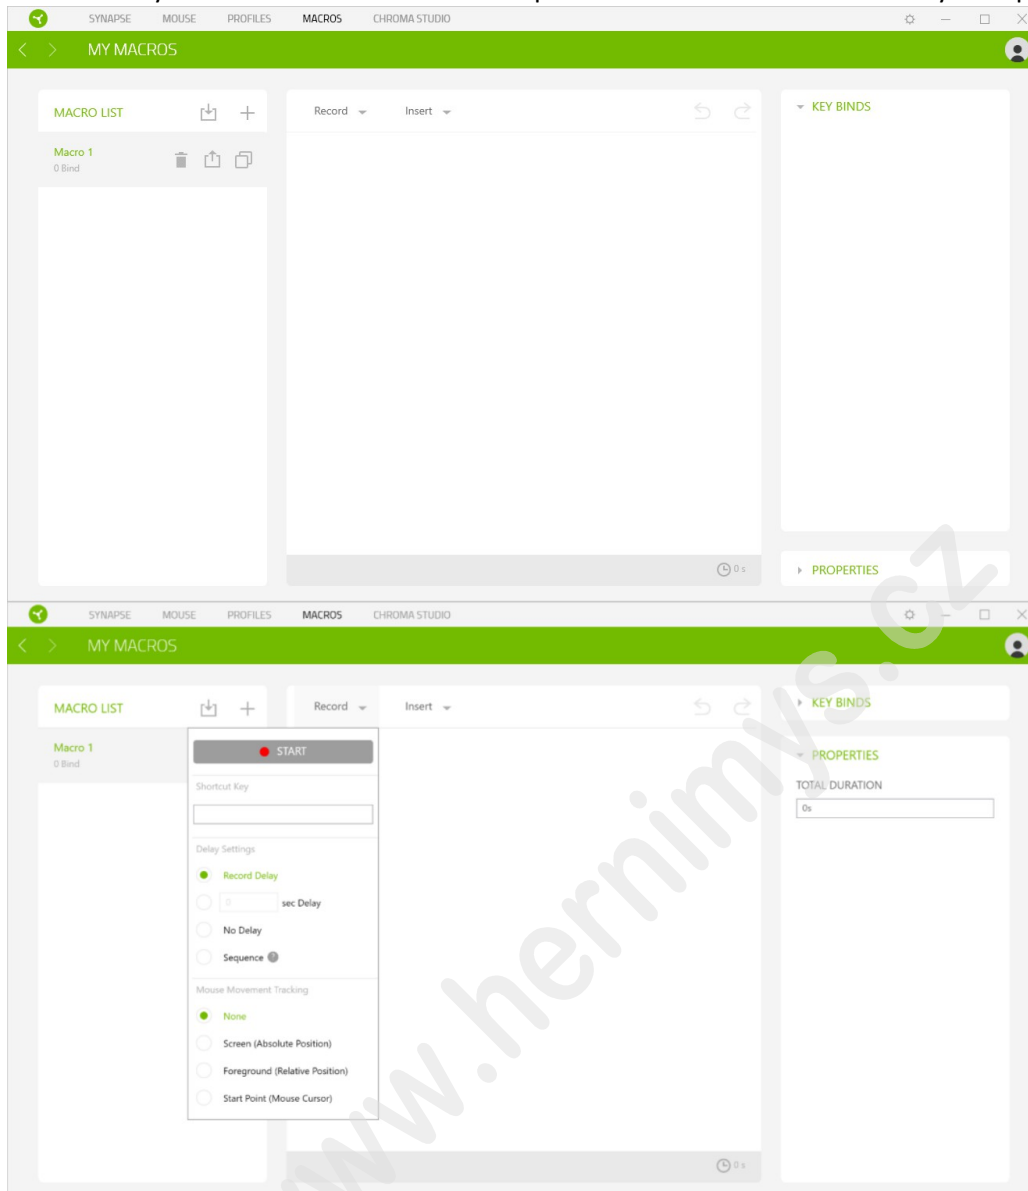 SYNAPSE MOUSE PROFILES MACROS CHROMA STUDIO
MY MACROS
MACRO LIST
Record Insert
KEY BINDS
Macro 1
0 Bind
0 s
PROPERTIES
SYNAPSE MOUSE PROFILES MACROS CHROMA STUDIO
MY MACROS
MACRO LIST
Record Insert
KEY BINDS
Macro 1
0 Bind
START
Shortcut Key
Delay Settings
Record Delay
0 sec Delay
No Delay
Sequence ?
Mouse Movement Tracking
None
Screen (Absolute Position)
Foreground (Relative Position)
Start Point (Mouse Cursor)
PROPERTIES
TOTAL DURATION
0s
0 s
www.hernimys.cz